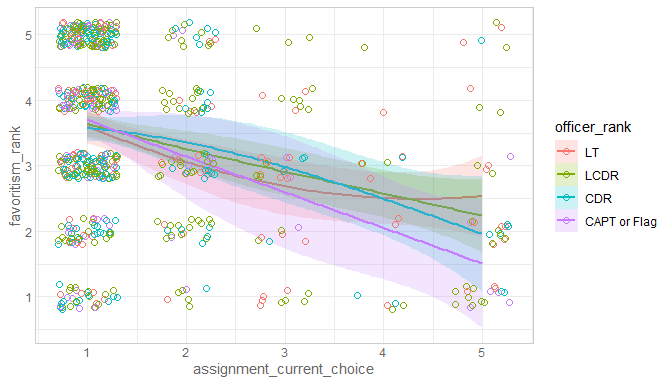 5
4
3
2
1
favoritism_rank
1 2 3 4 5
assignment_current_choice
officer_rank
LT
LCDR
CDR
CAPT or Flag